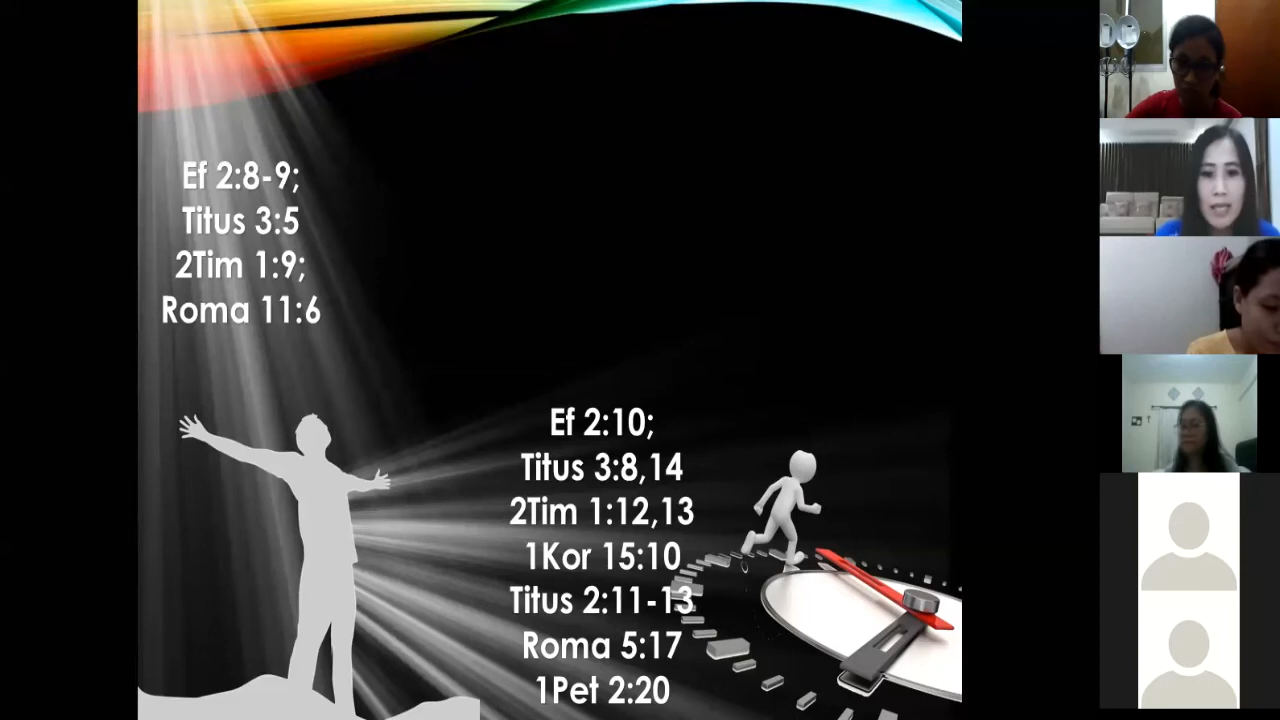 Ef 2:8-9;
Titus 3:5
2Tim 1:9;
Roma 11:6
Ef 2:10;
Titus 3:8,14
2Tim 1:12,13
1Kor 15:10
Titus 2:11-13
Roma 5:17
1Pet 2:20